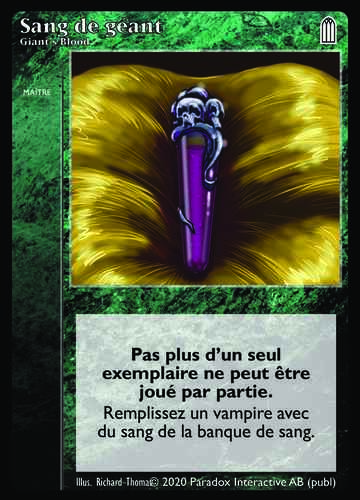 Sang de géant
Giant's Blood
MAÎTRE
Pas plus d'un seul
exemplaire ne peut être
joué par partie.
Remplissez un vampire avec
du sang de la banque de sang.
Illus. Richard Thomas © 2020 Paradox Interactive AB (publ)